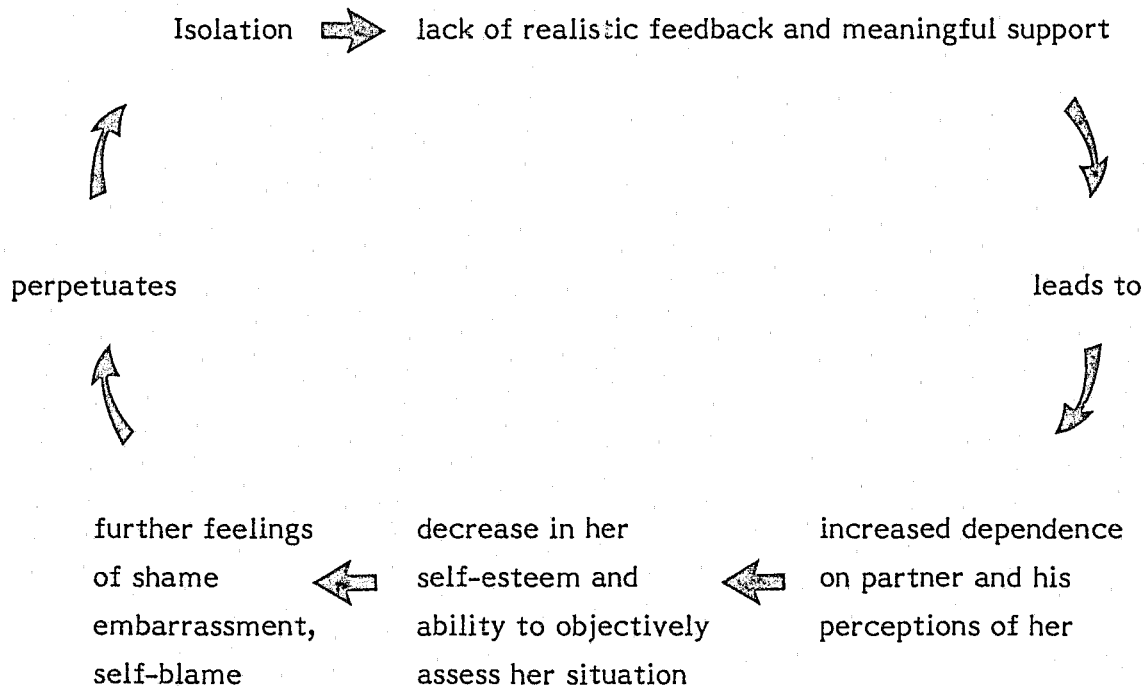 Isolation lack of realistic feedback and meaningful support
leads to
increased dependence
on partner and his
perceptions of her
decrease in her
self-esteem and
ability to objectively
assess her situation
further feelings
of shame
embarrassment,
self-blame
perpetuates